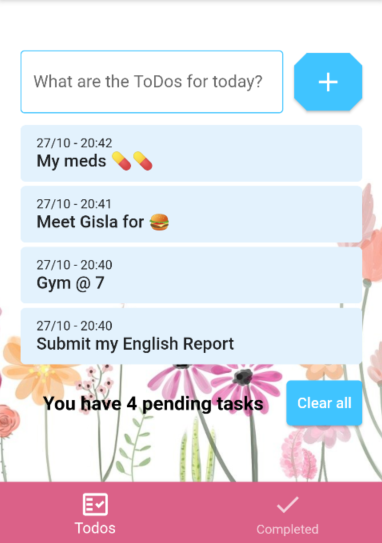 What are the ToDos for today?
27/10 - 20:42
My meds 💊💊
27/10 - 20:41
Meet Gisla for 🍔
27/10 - 20:40
Gym @ 7
27/10 - 20:40
Submit my English Report
You have 4 pending tasks
Clear all
Todos
Completed